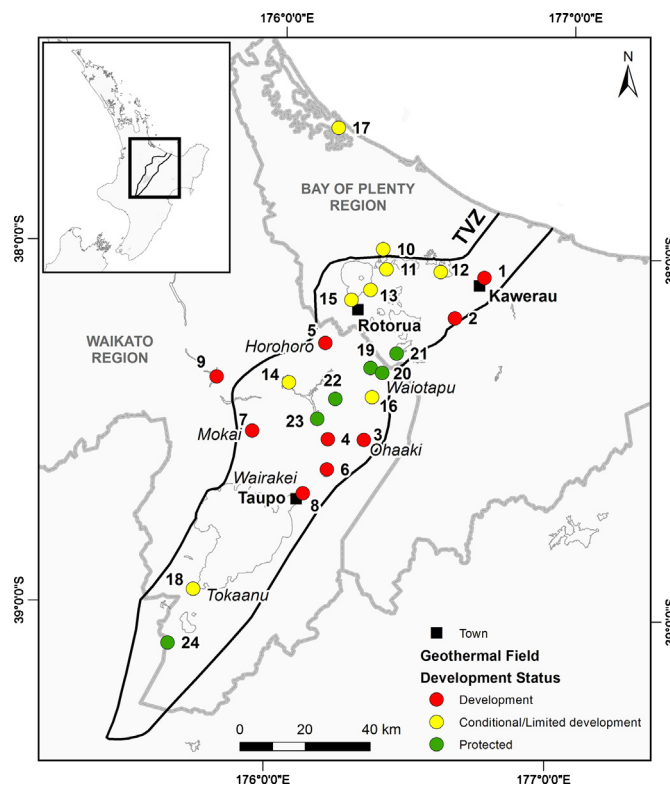 176°0'0"E
177°0'0"E
N
17
BAY OF PLENTY
REGION
TVZ
38°0'0"S
10
11
12
1
13
Kawerau
15
Rotorua
2
5
Horohoro
WAIKATO
REGION
19
21
9
14
22
20
Waiotapu
16
23
7
Mokai
4
3
Ohaaki
6
Wairakei
Taupo
8
18
Tokaanu
39°0'0"S
24
Town
Geothermal Field
Development Status
Development
Conditional/Limited development
Protected
0 10 20 40 km
176°0'0"E
177°0'0"E